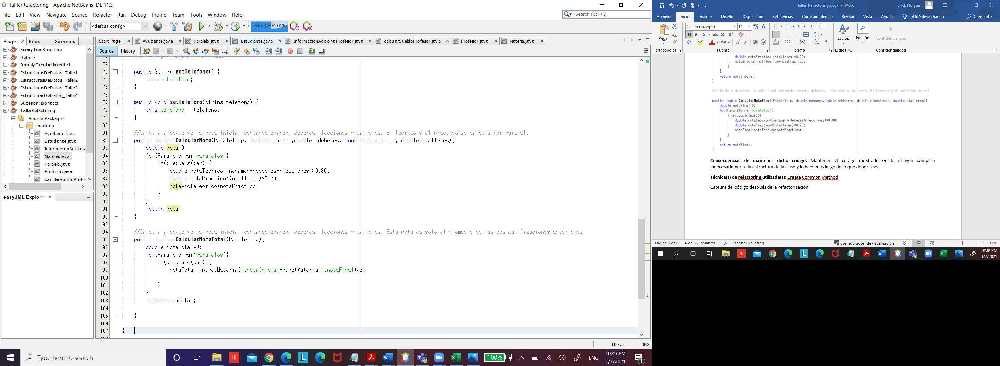 TalllerRefactoring - Apache NetBeans IDE 11.3
File Edit View Navigate Source Refactor Run Debug Profile Team Tools Window Help
Search (Ctrl+I)
<default config>
580.2/894.0MB
Proj... Files Services
BinaryTreeStructure
Deber7
DoublyCircularLinkedList
EstructurasDeDatos_Taller1
EstructurasDeDatos_Taller2
EstructurasDeDatos_Taller3
EstructurasDeDatos_Taller4
SucesionFibonacci
TallerRefactoring
Source Packages
modelos
Ayudante.java
Estudiante.java
InformacionAdiciona
Materia.java
Paralelo.java
Profesor.java
calcularSueldoProfes
easyUML Explo...
Start Page Ayudante.java Paralelo.java Estudiante.java InformacionAdicionalProfesor.java calcularSueldoProfesor.java Profesor.java Materia.java
Source History
71 //Getter y setter del telefono
72
73 public String getTelefono() {
74 return telefono;
75 }
76
77 public void setTelefono(String telefono) {
78 this.telefono = telefono;
79 }
80
81 //Calcula y devuelve la nota inicial contando examen, deberes, lecciones y talleres. El teorico y el practico se calcula por parcial.
82 public double CalcularNota(Paralelo p, double nexamen,double ndeberes, double nlecciones, double ntalleres){
83 double nota=0;
84 for(Paralelo par:paralelos){
85 if(p.equals(par)){
86 double notaTeorico=(nexamen+ndeberes+nlecciones)*0.80;
87 double notaPractico=(ntalleres)*0.20;
88 nota=notaTeorico+notaPractico;
89 }
90 }
91 return nota;
92 }
93
94 //Calcula y devuelve la nota inicial contando examen, deberes, lecciones y talleres. Esta nota es solo el promedio de las dos calificaciones anteriores.
95 public double CalcularNotaTotal(Paralelo p){
96 double notaTotal=0;
97 for(Paralelo par:paralelos){
98 if(p.equals(par)){
99 notaTotal=(p.getMateria().notaInicial+p.getMateria().notaFinal)/2;
100
101 }
102 }
103 return notaTotal;
104
105 }
106
107 }
107:5 INS
Type here to search
100%
ENG
10:39 PM
1/7/2021
1
Taller_Refactoring.docx - Word
Erick Holguin
Archivo Inicio Insertar Diseño Disposición Referencias Correspondencia Revisar Vista Ayuda ¿Qué desea hacer? Compartir
Pegar
Calibri (Cuerpo) 11
N K S abc x₂ x²
Estilos
Edición
Confidencialidad
Portapapeles Fuente Párrafo Estilos Confidencialidad
double notaPractico=(ntalleres)*0.20;
notaInicial=notaTeorico+notaPractico;
}
}
return notaInicial;
}
//Calcula y devuelve la nota final contando examen, deberes, lecciones y talleres. El teorico y el practico se cal
public double CalcularNotaFinal(Paralelo p, double nexamen,double ndeberes, double nlecciones, double ntalleres){
double notaFinal=0;
for(Paralelo par:paralelos){
if(p.equals(par)){
double notaTeorico=(nexamen+ndeberes+nlecciones)*0.80;
double notaPractico=(ntalleres)*0.20;
notaFinal=notaTeorico+notaPractico;
}
}
return notaFinal;
}
Consecuencias de mantener dicho código: Mantener el código mostrado en la imagen complica
innecesariamente la estructura de la clase y lo hace mas largo de lo que debería ser.
Técnica(s) de refactoring utilizada(s): Create Common Method
Captura del código después de la refactorización:
Página 5 de 8 4 de 388 palabras Español (Ecuador) Configuración de visualización 100%
10:39 PM
1/7/2021